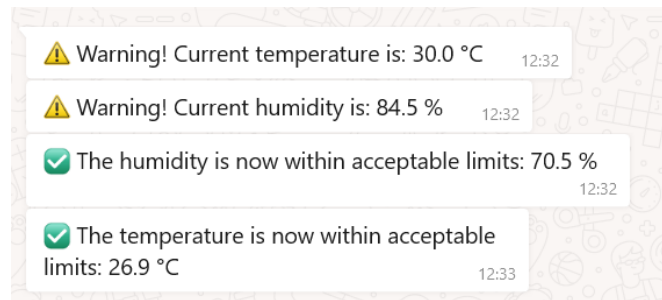 ⚠️ Warning! Current temperature is: 30.0 °C 12:32
⚠️ Warning! Current humidity is: 84.5 % 12:32
✅ The humidity is now within acceptable limits: 70.5 %
12:32
✅ The temperature is now within acceptable
limits: 26.9 °C 12:33